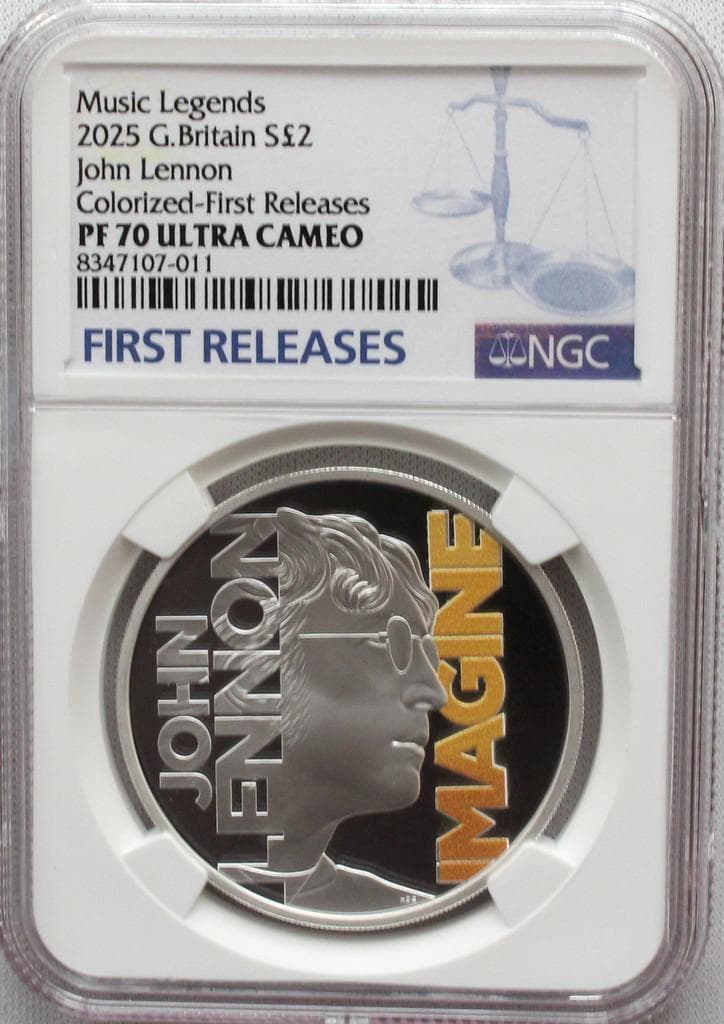 Music Legends
2025 G.Britain S£2
John Lennon
Colorized-First Releases
PF 70 ULTRA CAMEO
8347107-011
FIRST RELEASES
NGC
JOHN
LENNON
IMAGINE